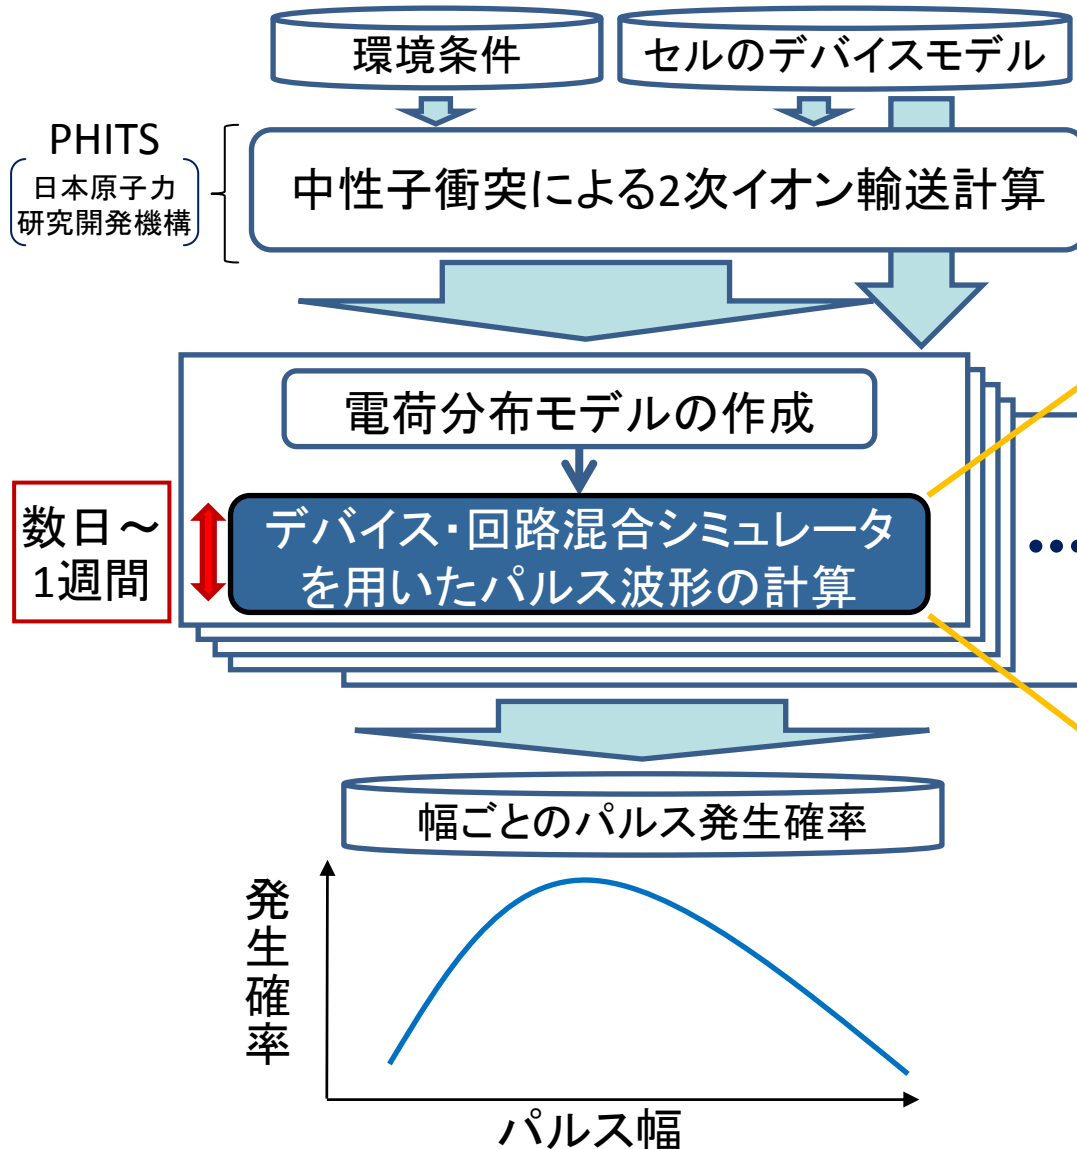 環境条件
セルのデバイスモデル
PHITS
日本原子力
研究開発機構
中性子衝突による2次イオン輸送計算
電荷分布モデルの作成
数日～
1週間
デバイス・回路混合シミュレータ
を用いたパルス波形の計算
•••
幅ごとのパルス発生確率
発生確率
パルス幅